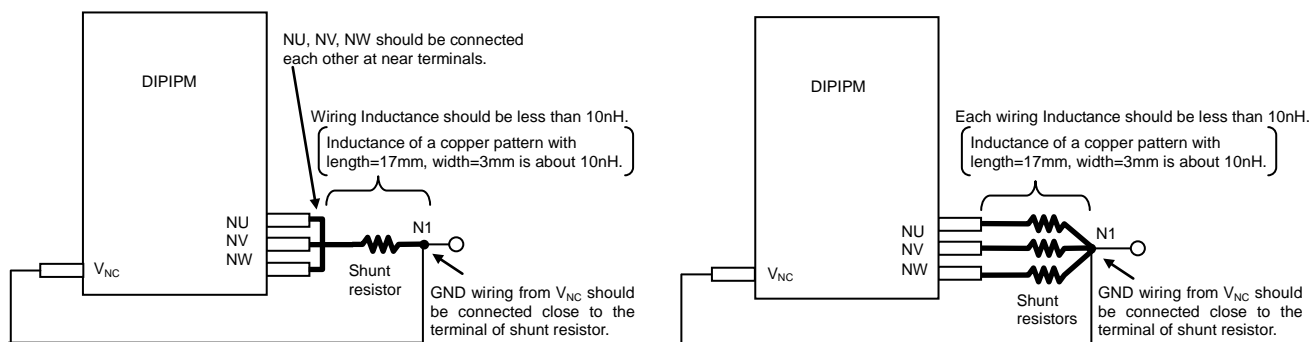 NU, NV, NW should be connected
each other at near terminals.
DIPIPM
Wiring Inductance should be less than 10nH.
Inductance of a copper pattern with
length=17mm, width=3mm is about 10nH.
NU
NV
NW
N1
VNC
Shunt
resistor
GND wiring from VNC should
be connected close to the
terminal of shunt resistor.
DIPIPM
Each wiring Inductance should be less than 10nH.
Inductance of a copper pattern with
length=17mm, width=3mm is about 10nH.
NU
NV
NW
N1
VNC
Shunt
resistors
GND wiring from VNC should
be connected close to the
terminal of shunt resistor.